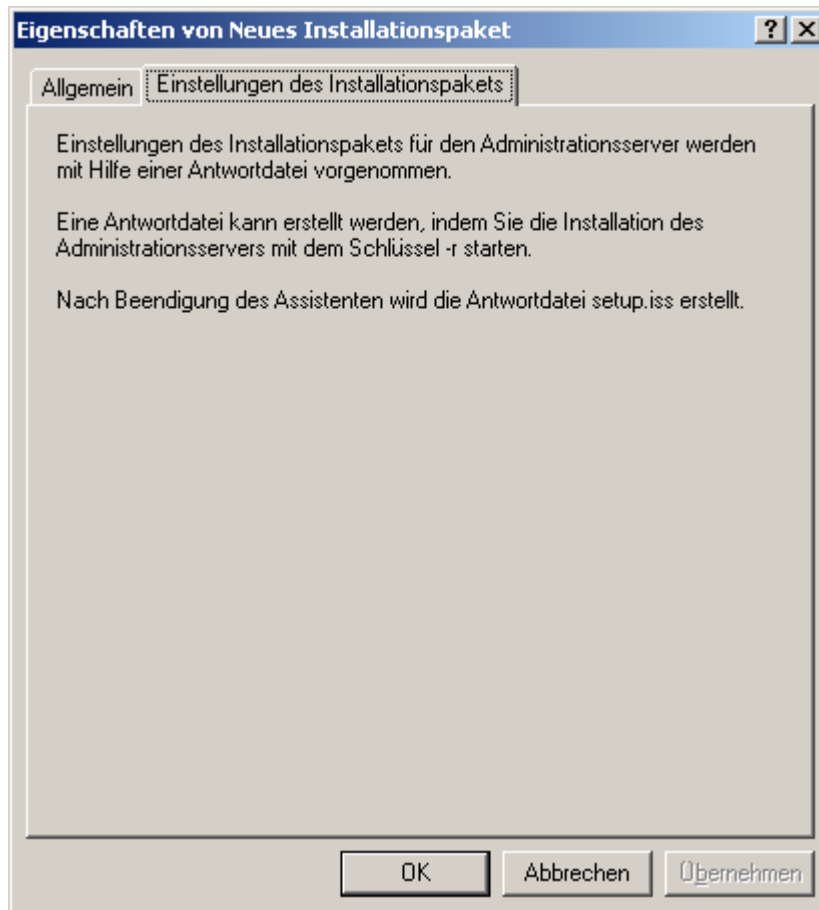 Eigenschaften von Neues Installationspaket
Allgemein
Einstellungen des Installationspakets
Einstellungen des Installationspakets für den Administrationsserver werden
mit Hilfe einer Antwortdatei vorgenommen.
Eine Antwortdatei kann erstellt werden, indem Sie die Installation des
Administrationsservers mit dem Schlüssel -r starten.
Nach Beendigung des Assistenten wird die Antwortdatei setup.iss erstellt.
OK
Abbrechen
Übernehmen